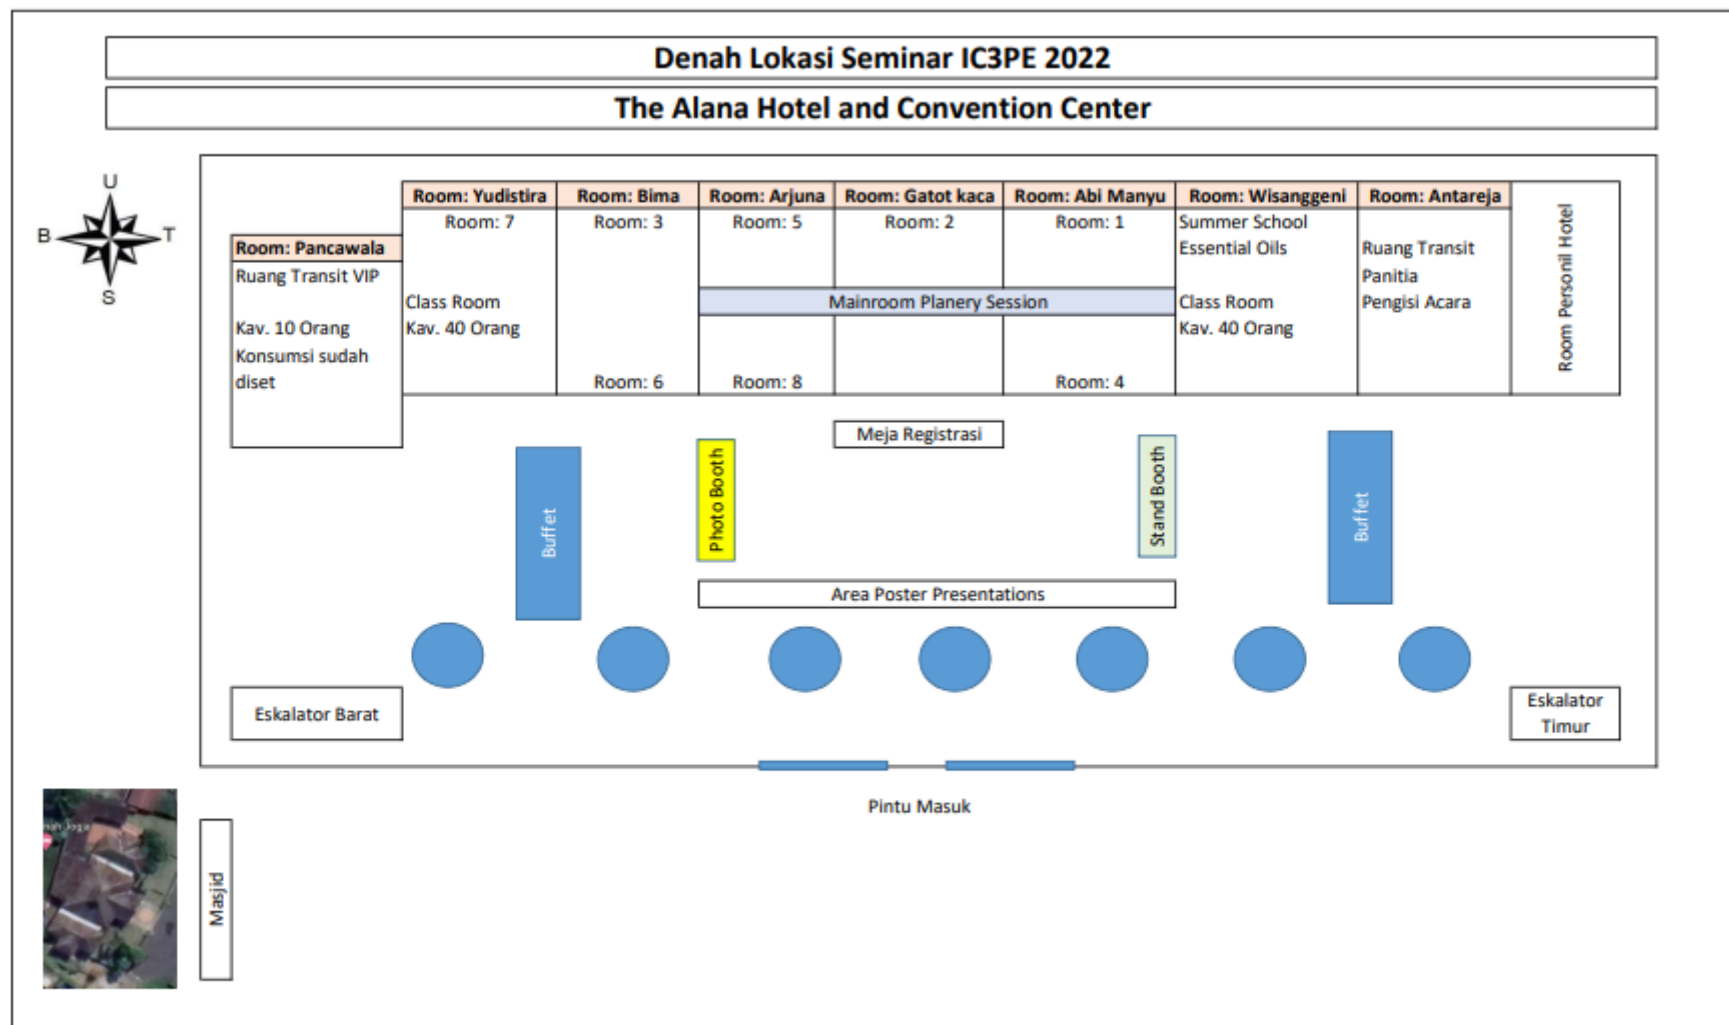 Denah Lokasi Seminar IC3PE 2022
The Alana Hotel and Convention Center
U
B
T
S
Room: Pancawala
Ruang Transit VIP
Kav. 10 Orang
Konsumsi sudah
diset
Room: Yudistira
Room: 7
Class Room
Kav. 40 Orang
Room: Bima
Room: 3
Room: 6
Room: Arjuna
Room: 5
Room: 8
Room: Gatot kaca
Room: 2
Room: Abi Manyu
Room: 1
Room: 4
Mainroom Planery Session
Room: Wisanggeni
Summer School
Essential Oils
Class Room
Kav. 40 Orang
Room: Antareja
Ruang Transit
Panitia
Pengisi Acara
Room Personil Hotel
Meja Registrasi
Buffet
Photo Booth
Stand Booth
Buffet
Area Poster Presentations
Eskalator Barat
Eskalator
Timur
Pintu Masuk
Masjid